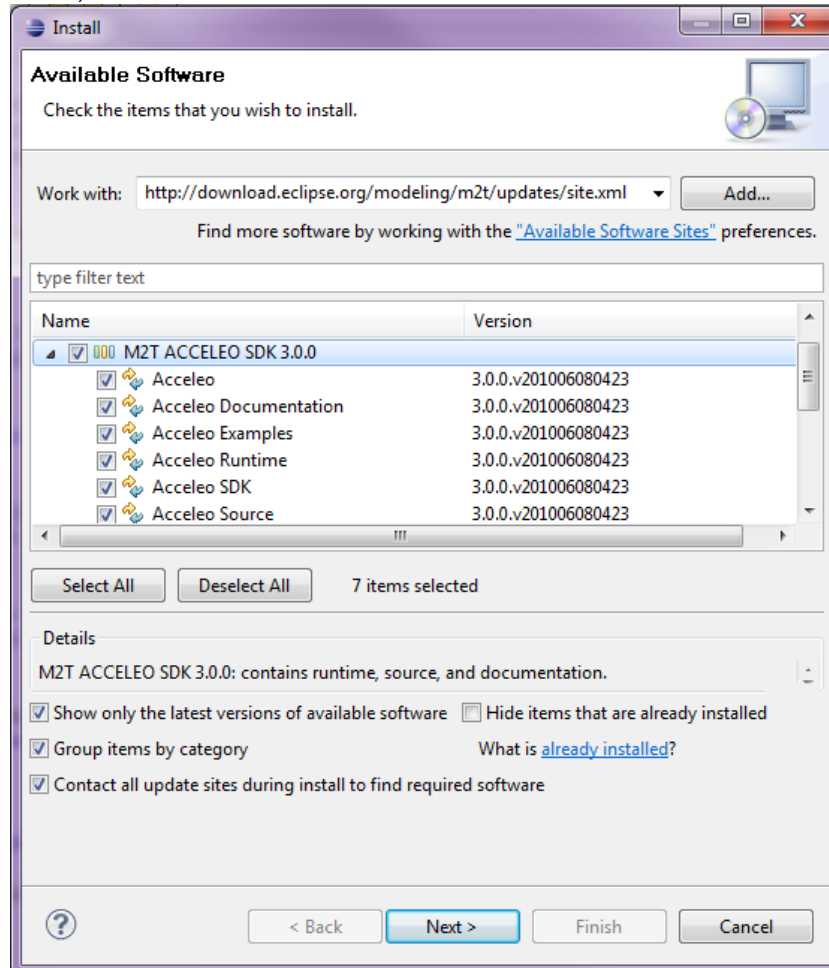 Install
Available Software
Check the items that you wish to install.
Work with: http://download.eclipse.org/modeling/m2t/updates/site.xml Add...
Find more software by working with the "Available Software Sites" preferences.
type filter text
Name Version
M2T ACCELEO SDK 3.0.0
Acceleo 3.0.0.v201006080423
Acceleo Documentation 3.0.0.v201006080423
Acceleo Examples 3.0.0.v201006080423
Acceleo Runtime 3.0.0.v201006080423
Acceleo SDK 3.0.0.v201006080423
Acceleo Source 3.0.0.v201006080423
Select All Deselect All 7 items selected
Details
M2T ACCELEO SDK 3.0.0: contains runtime, source, and documentation.
Show only the latest versions of available software Hide items that are already installed
Group items by category What is already installed?
Contact all update sites during install to find required software
? < Back Next > Finish Cancel